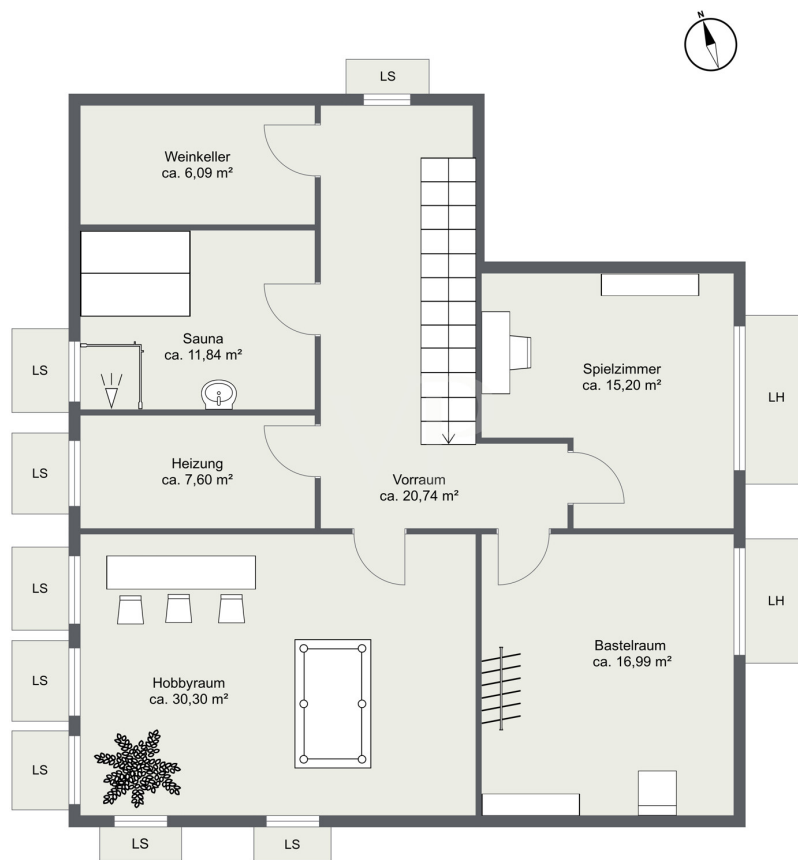 N
LS
Weinkeller
ca. 6,09 m²
Sauna
ca. 11,84 m²
LS
Spielzimmer
ca. 15,20 m²
LH
Heizung
ca. 7,60 m²
LS
Vorraum
ca. 20,74 m²
LS
LH
Bastelraum
ca. 16,99 m²
Hobbyraum
ca. 30,30 m²
LS
LS
LS
LS